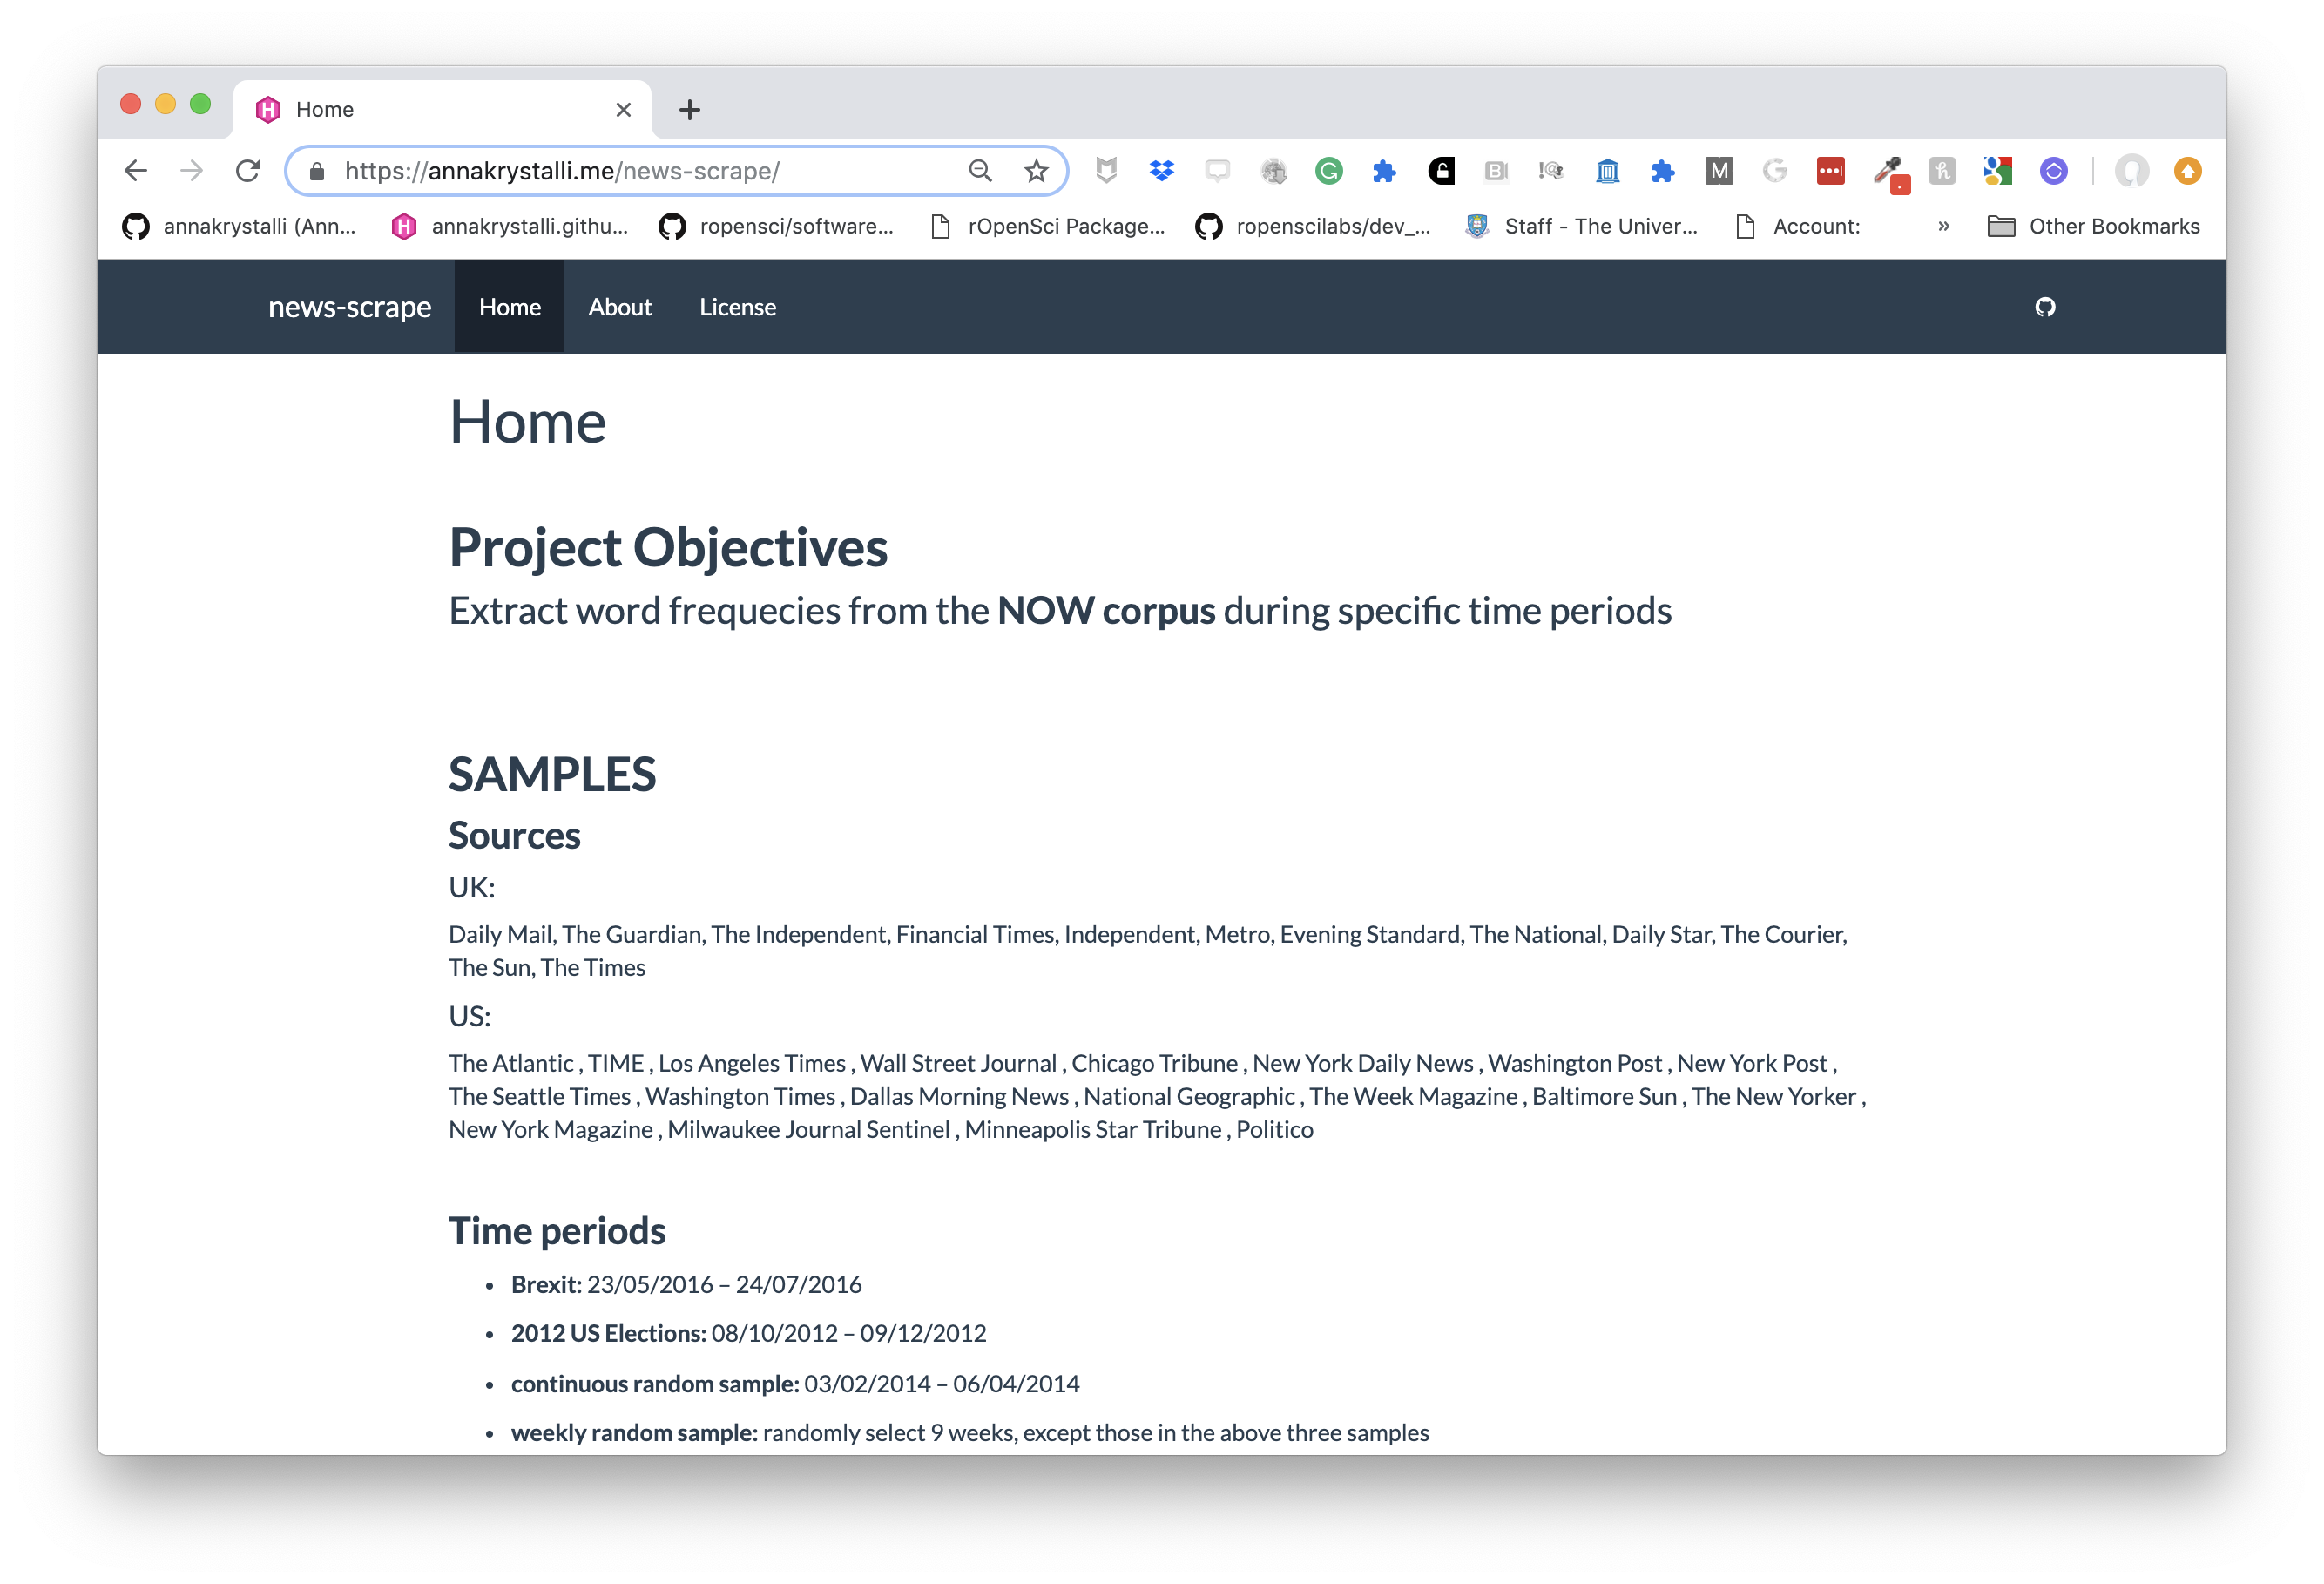 Home
https://annakrystalli.me/news-scrape/
annakrystalli (Ann... annakrystalli.githu... ropensci/software... rOpenSci Package... ropenscilabs/dev_... Staff - The Univer... Account: » Other Bookmarks
news-scrape Home About License
Home
Project Objectives
Extract word frequecies from the NOW corpus during specific time periods
SAMPLES
Sources
UK:
Daily Mail, The Guardian, The Independent, Financial Times, Independent, Metro, Evening Standard, The National, Daily Star, The Courier,
The Sun, The Times
US:
The Atlantic , TIME , Los Angeles Times , Wall Street Journal , Chicago Tribune , New York Daily News , Washington Post , New York Post ,
The Seattle Times , Washington Times , Dallas Morning News , National Geographic , The Week Magazine , Baltimore Sun , The New Yorker ,
New York Magazine , Milwaukee Journal Sentinel , Minneapolis Star Tribune , Politico
Time periods
• Brexit: 23/05/2016 – 24/07/2016
• 2012 US Elections: 08/10/2012 – 09/12/2012
• continuous random sample: 03/02/2014 – 06/04/2014
• weekly random sample: randomly select 9 weeks, except those in the above three samples